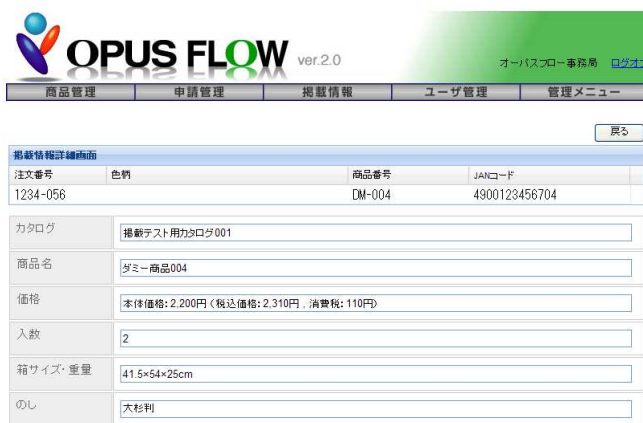 OPUS FLOW ver.2.0
オーパスフロー事務局
商品管理 申請管理 掲載情報 ユーザ管理 管理メニュー
戻る
掲載情報詳細画面
注文番号 色柄 商品番号 JANコード
1234-056 DM-004 4900123456704
カタログ 掲載テスト用カタログ001
商品名 ダミー商品004
価格 本体価格: 2,200円 (税込価格: 2,310円 , 消費税: 110円)
入数 2
箱サイズ・重量 41.5×54×25cm
のし 大杉判